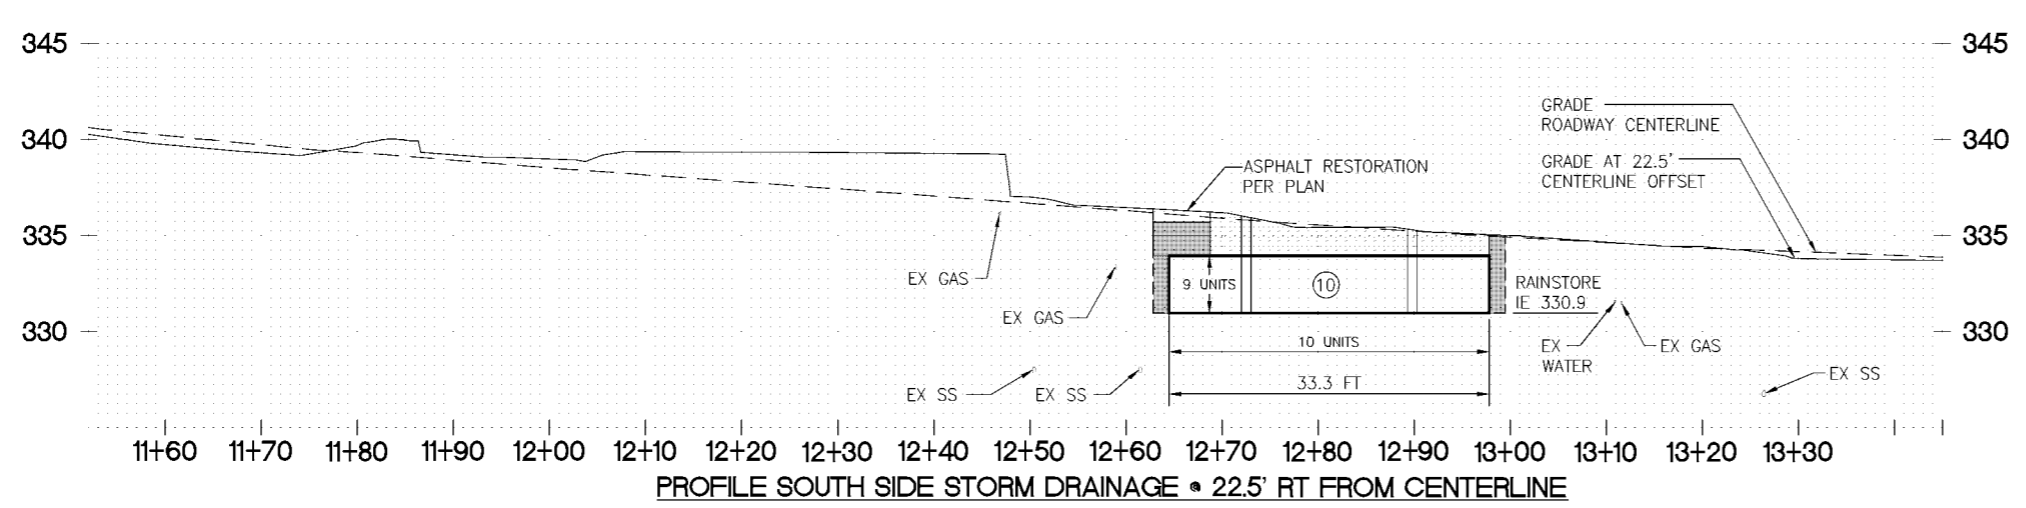 345
345
GRADE
ROADWAY CENTERLINE
340
340
ASPHALT RESTORATION
PER PLAN
GRADE AT 22.5'
CENTERLINE OFFSET
335
335
EX GAS
9 UNITS
10
RAINSTORE
IE 330.9
EX GAS
330
330
10 UNITS
EX
WATER
EX GAS
EX SS
EX SS
33.3 FT
EX SS
11+60 11+70 11+80 11+90 12+00 12+10 12+20 12+30 12+40 12+50 12+60 12+70 12+80 12+90 13+00 13+10 13+20 13+30
PROFILE SOUTH SIDE STORM DRAINAGE @ 22.5' RT FROM CENTERLINE